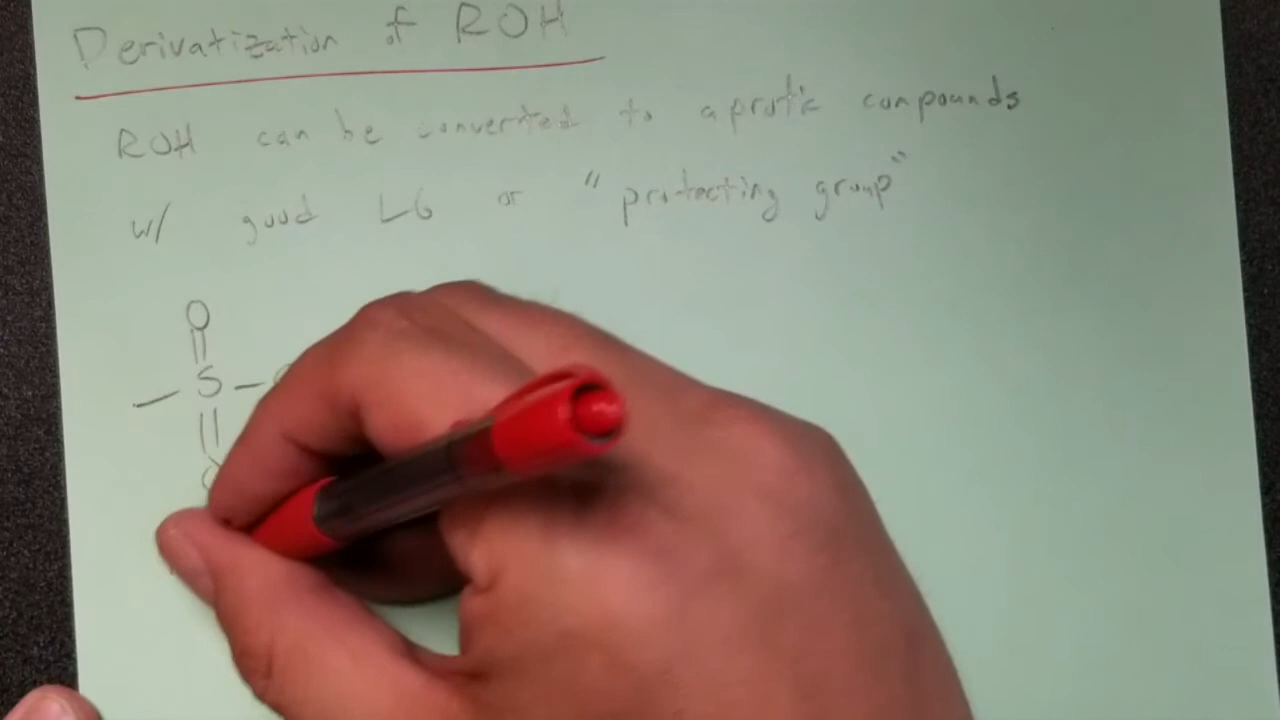 Derivatization of ROH
ROH can be converted to aprotic compounds
w/ good LG or "protecting group"
O
S
O